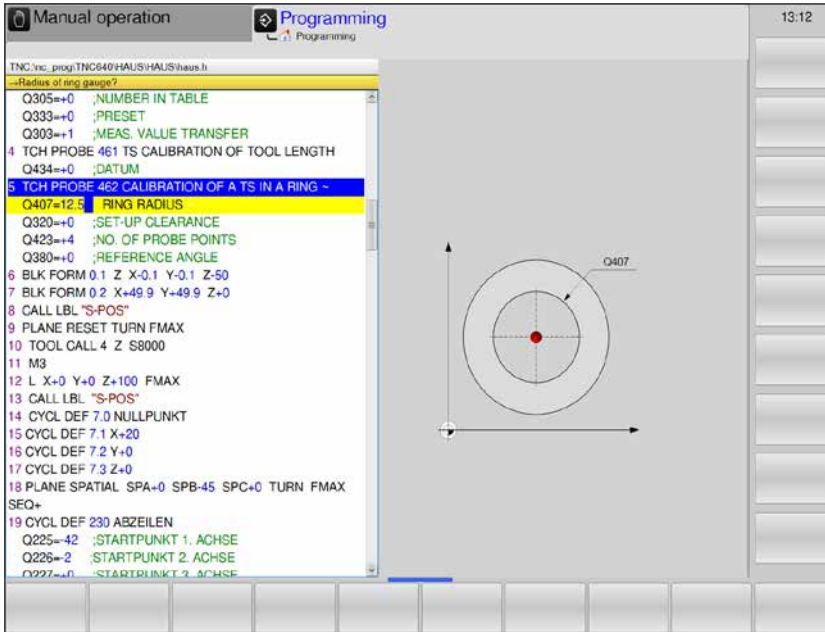 Manual operation
Programming
Programming
13:12
TNC:\nc_prog\TNC640\HAUS\HAUS\haus.h
→Radius of ring gauge?
Q305=+0 ;NUMBER IN TABLE
Q333=+0 ;PRESET
Q303=+1 ;MEAS. VALUE TRANSFER
4 TCH PROBE 461 TS CALIBRATION OF TOOL LENGTH
Q434=+0 ;DATUM
5 TCH PROBE 462 CALIBRATION OF A TS IN A RING ~
Q407=12.5 RING RADIUS
Q320=+0 ;SET-UP CLEARANCE
Q423=+4 ;NO. OF PROBE POINTS
Q380=+0 ;REFERENCE ANGLE
6 BLK FORM 0.1 Z X-0.1 Y-0.1 Z-50
7 BLK FORM 0.2 X+49.9 Y+49.9 Z+0
8 CALL LBL "S-POS"
9 PLANE RESET TURN FMAX
10 TOOL CALL 4 Z S8000
11 M3
12 L X+0 Y+0 Z+100 FMAX
13 CALL LBL "S-POS"
14 CYCL DEF 7.0 NULLPUNKT
15 CYCL DEF 7.1 X+20
16 CYCL DEF 7.2 Y+0
17 CYCL DEF 7.3 Z+0
18 PLANE SPATIAL SPA+0 SPB-45 SPC+0 TURN FMAX
SEQ+
19 CYCL DEF 230 ABZEILEN
Q225=-42 ;STARTPUNKT 1. ACHSE
Q226=-2 ;STARTPUNKT 2. ACHSE
Q227=+0 ;STARTPUNKT 3. ACHSE
Q407